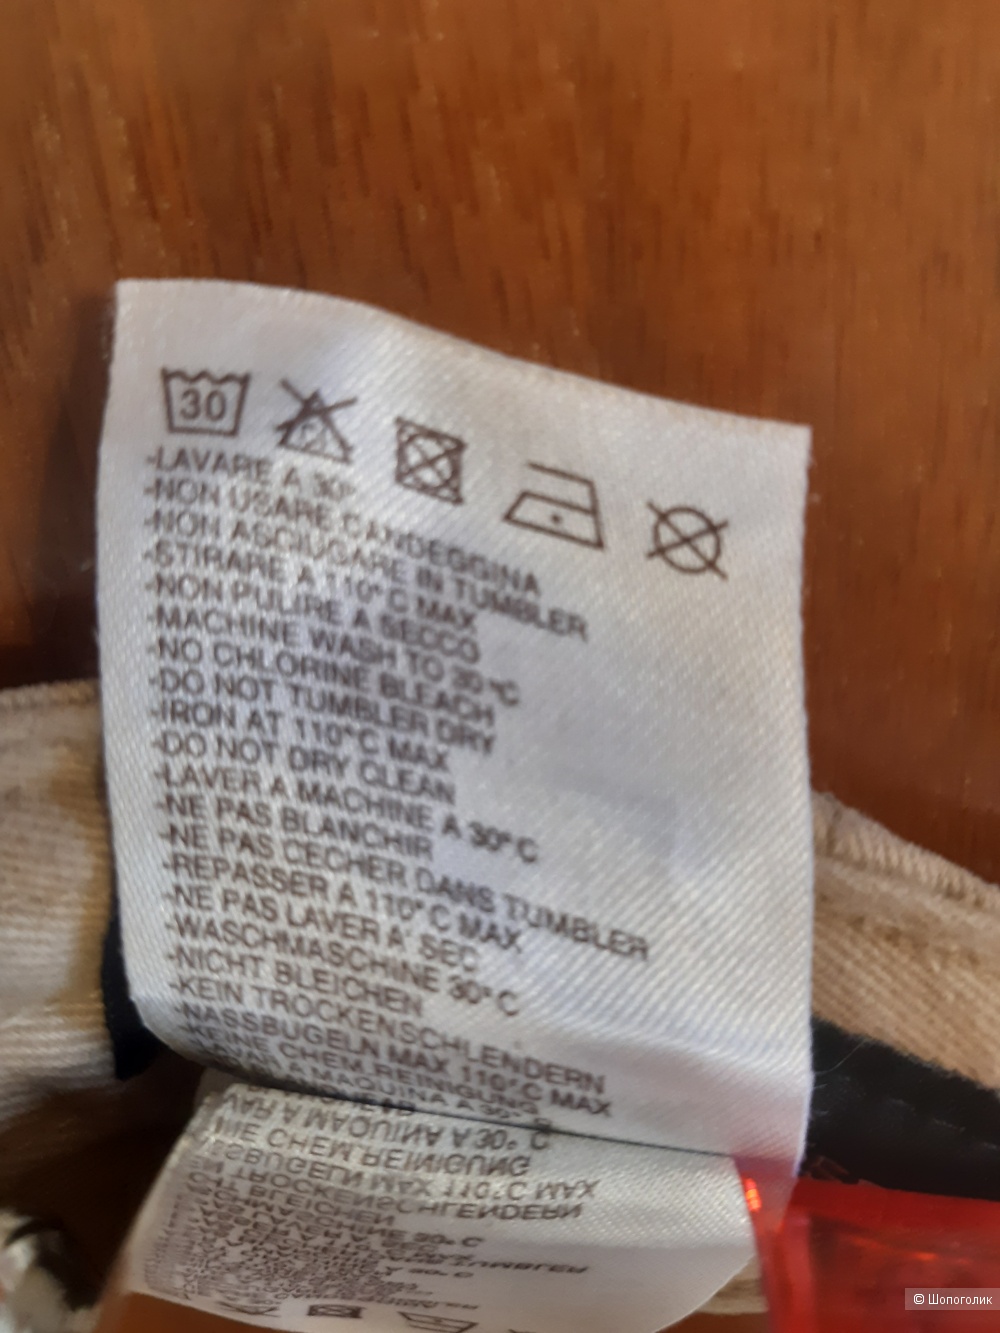 30
-LAVARE A 30°
-NON USARE CANDEGGINA
-NON ASCIUGARE IN TUMBLER
-STIRARE A 110°C MAX
-NON PULIRE A SECCO
-MACHINE WASH TO 30°C
-NO CHLORINE BLEACH
-DO NOT TUMBLER DRY
-IRON AT 110°C MAX
-DO NOT DRY CLEAN
-LAVER A MACHINE A 30°C
-NE PAS BLANCHIR
-NE PAS CECHER DANS TUMBLER
-REPASSER A 110°C MAX
-NE PAS LAVER A' SEC
-WASCHMASCHINE 30°C
-NICHT BLEICHEN
-KEIN TROCKENSCHLENDERN
-NASSBUGELN MAX 110°C MAX
-KEINE CHEM.REINIGUNG
A MAQUINA A 30°C
© Шопоголик